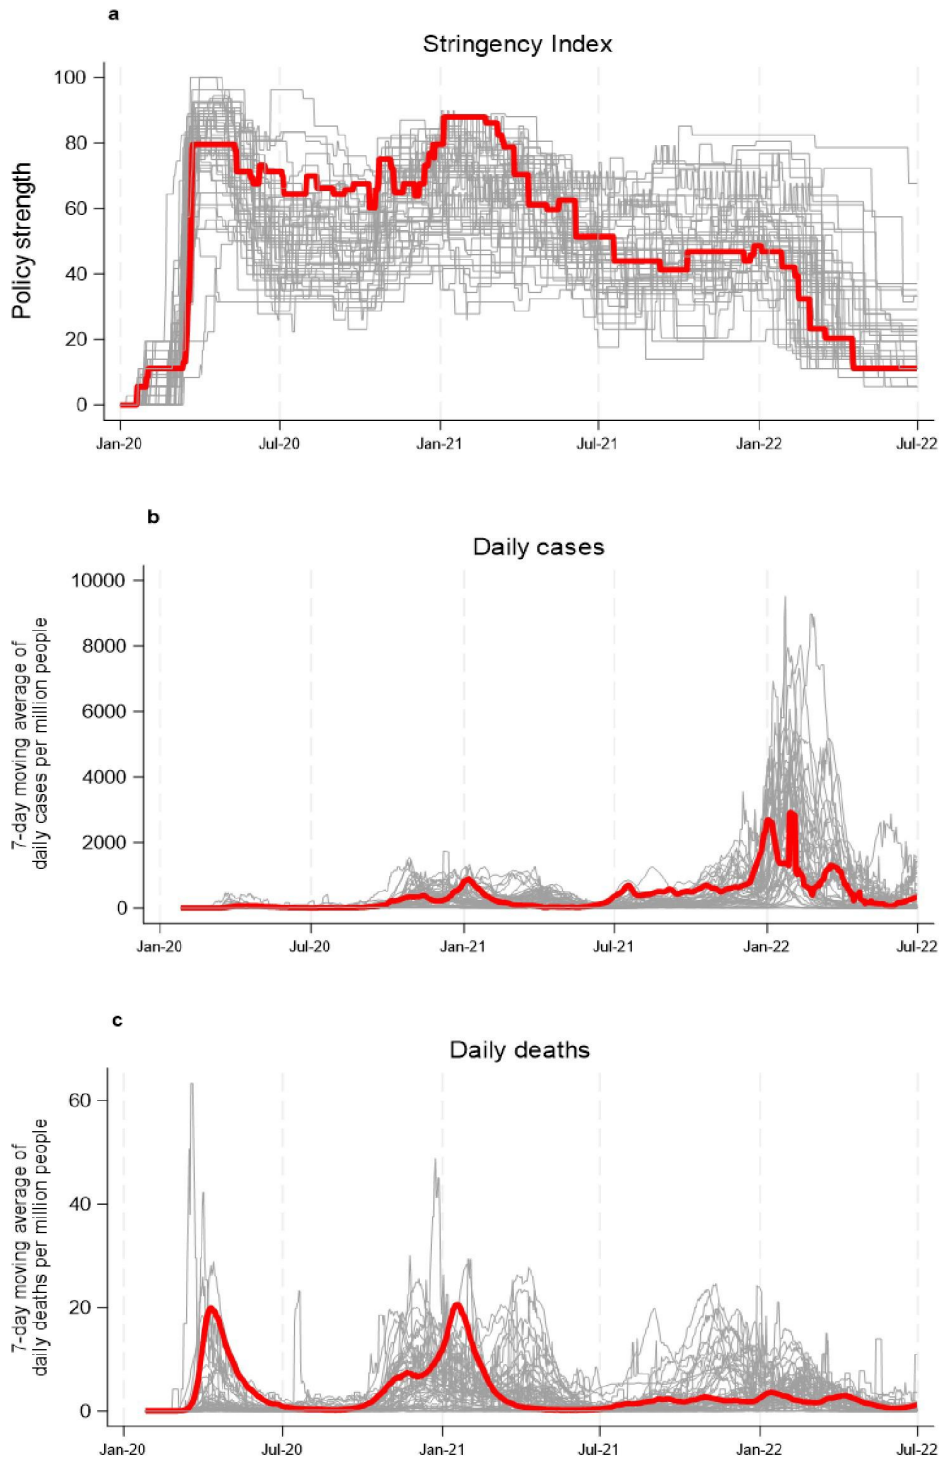 a
Stringency Index
Policy strength
100
80
60
40
20
0
Jan-20
Jul-20
Jan-21
Jul-21
Jan-22
Jul-22
b
Daily cases
7-day moving average of
daily cases per million people
10000
8000
6000
4000
2000
0
Jan-20
Jul-20
Jan-21
Jul-21
Jan-22
Jul-22
c
Daily deaths
7-day moving average of
daily deaths per million people
60
40
20
0
Jan-20
Jul-20
Jan-21
Jul-21
Jan-22
Jul-22